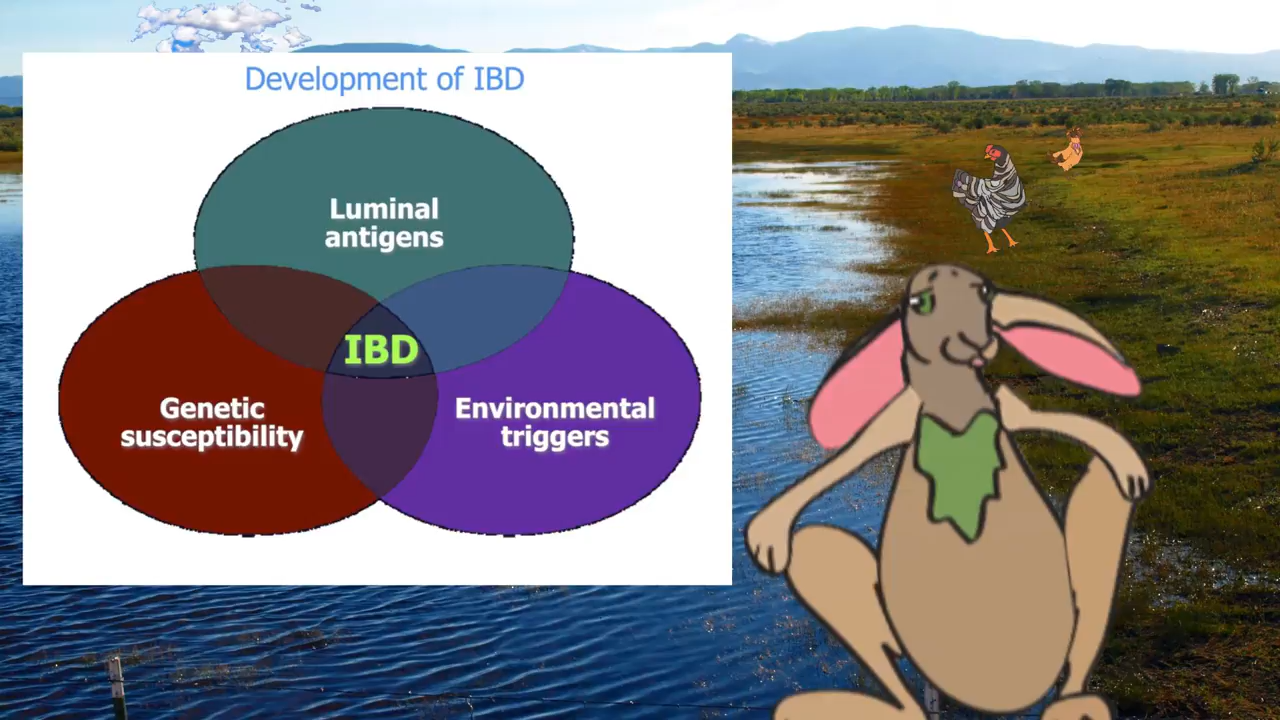 Development of IBD
Luminal
antigens
IBD
Genetic
susceptibility
Environmental
triggers